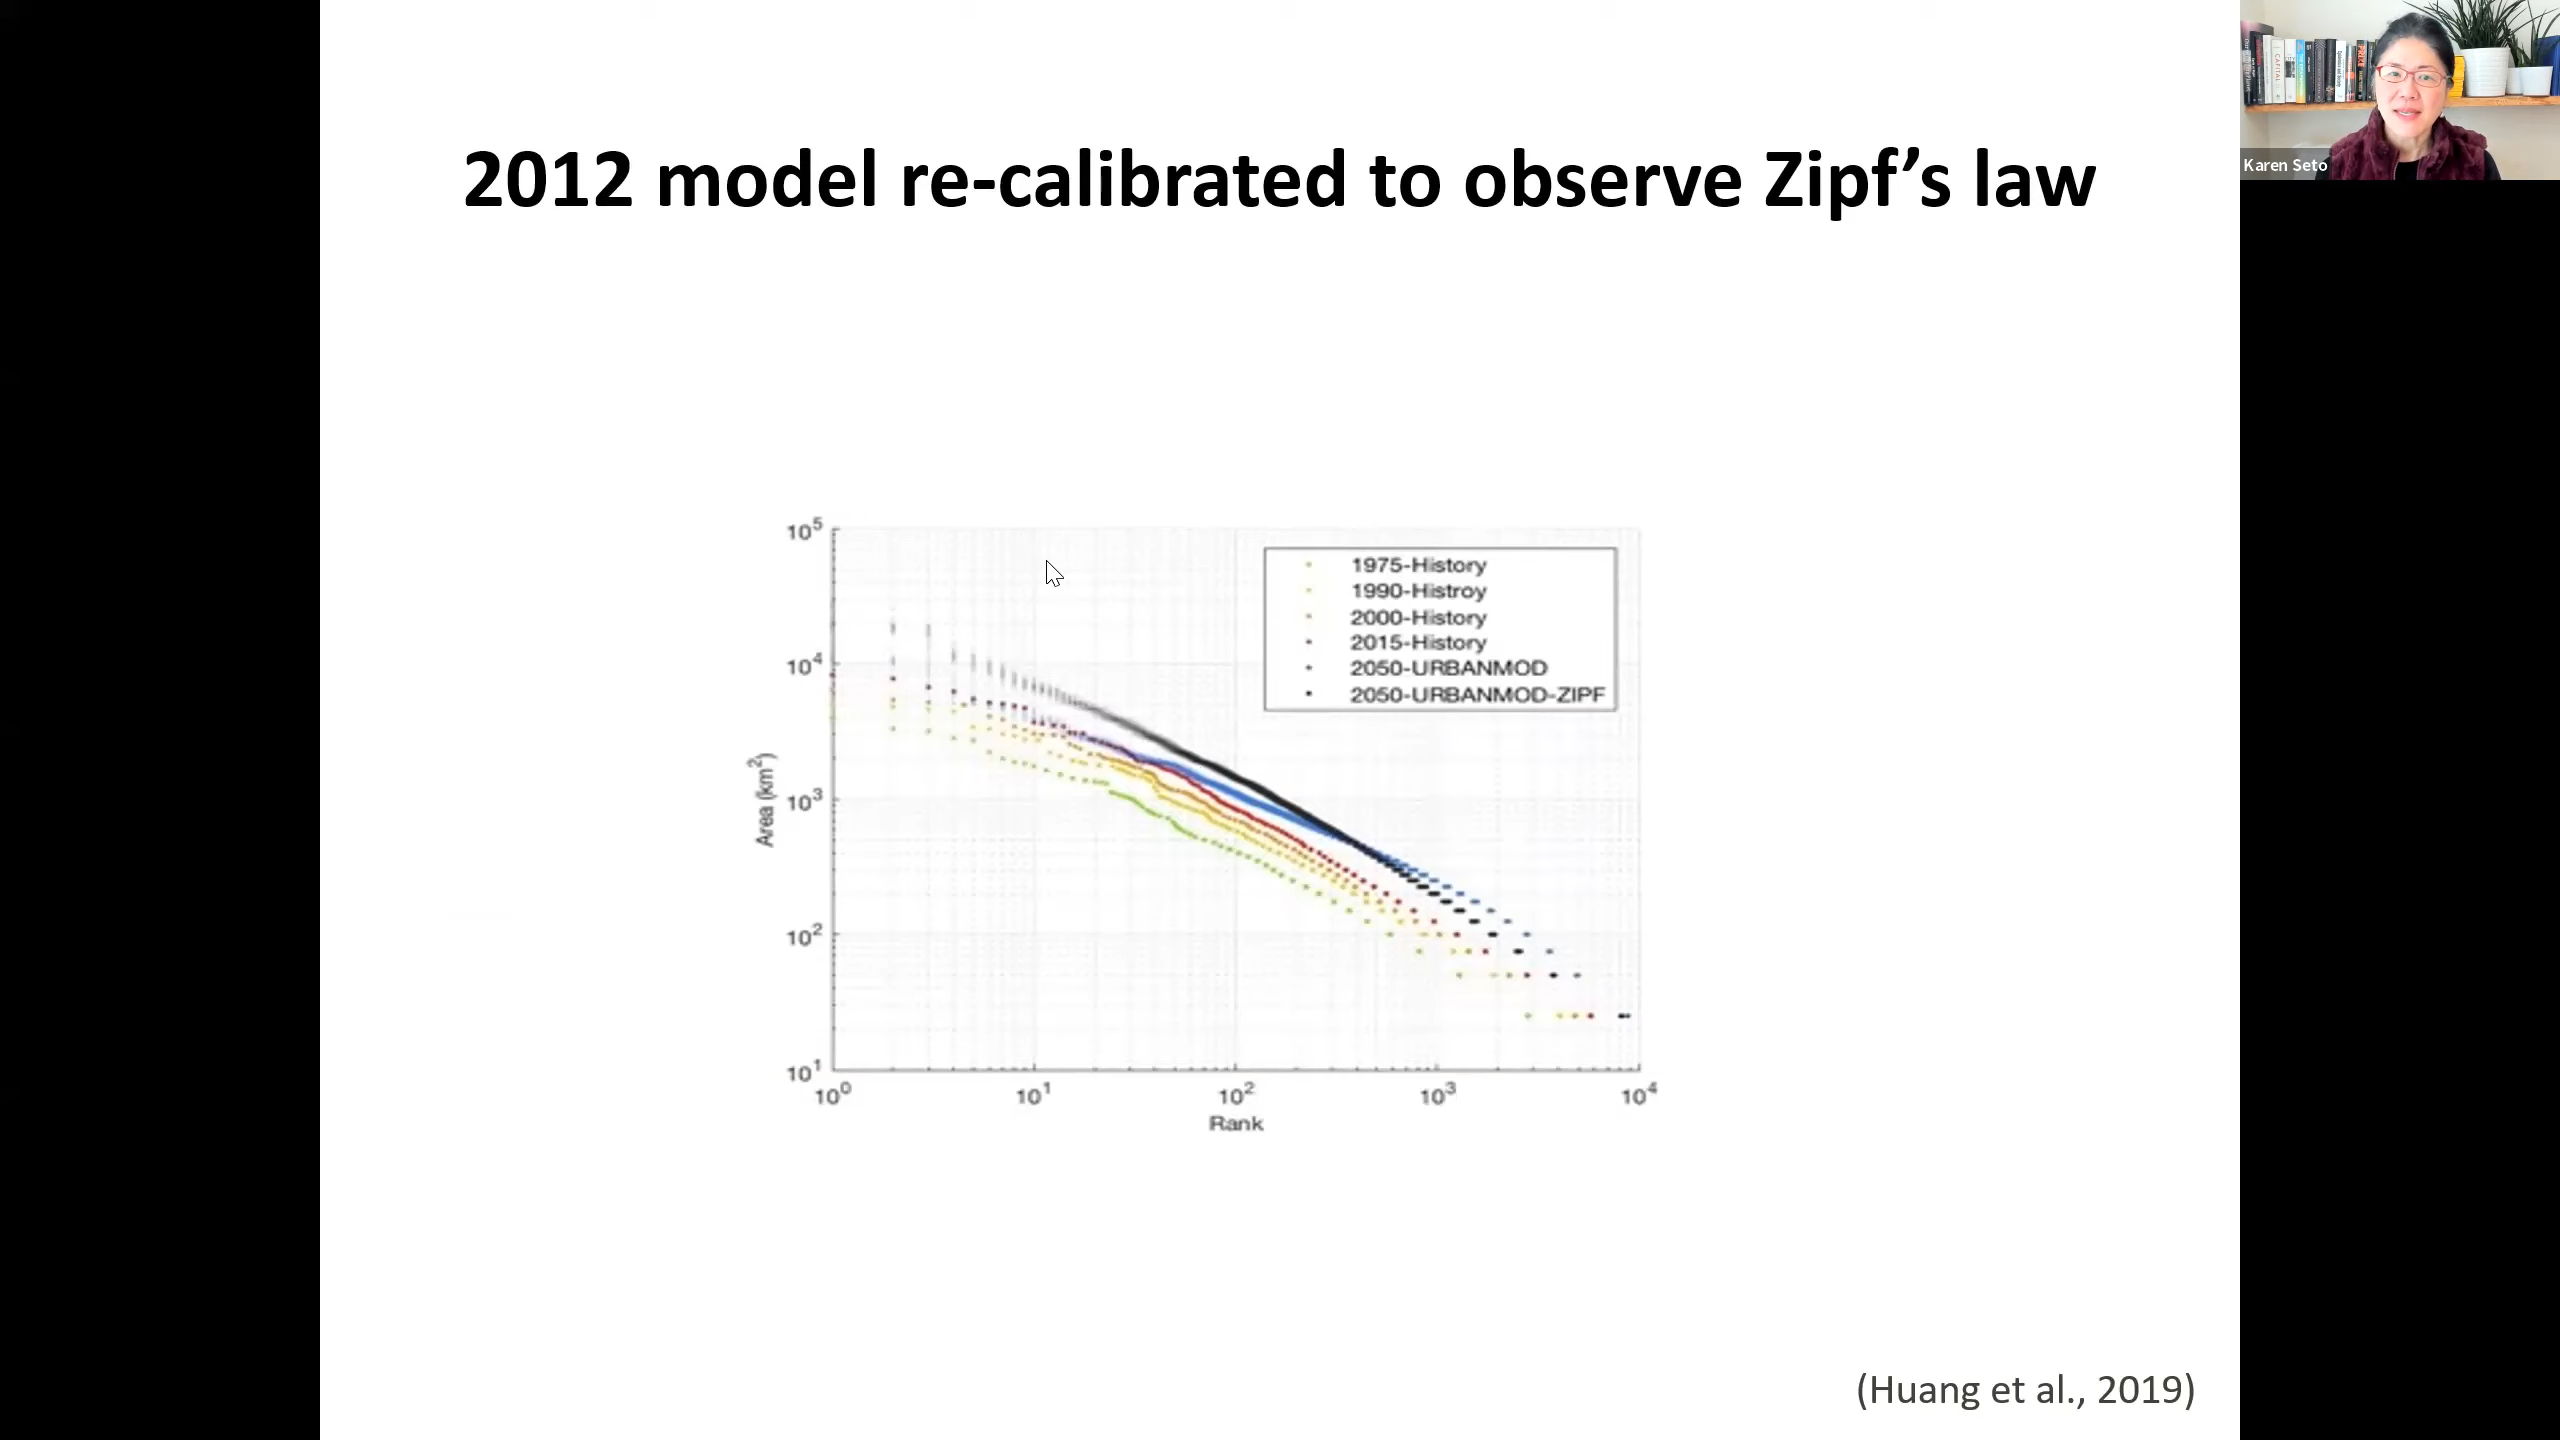 2012 model re-calibrated to observe Zipf’s law
Karen Seto
CAPITAL
10⁵
10⁴
10³
10²
10¹
Area (km²)
1975-History
1990-Histroy
2000-History
2015-History
2050-URBANMOD
2050-URBANMOD-ZIPF
10⁰ 10¹ 10² 10³ 10⁴
Rank
(Huang et al., 2019)